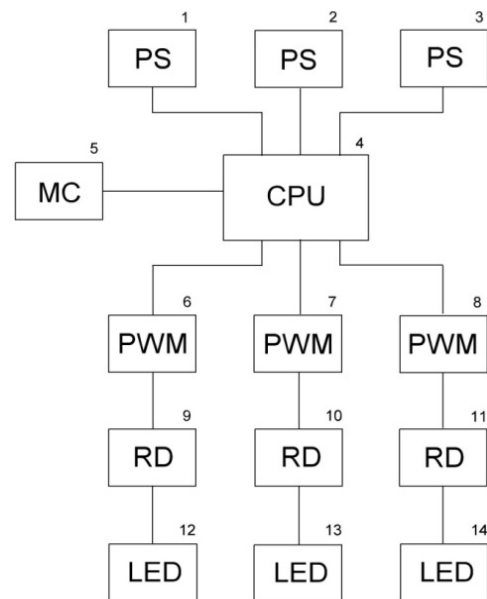 1 2 3
PS PS PS
4
5
MC CPU
6 7 8
PWM PWM PWM
9 10 11
RD RD RD
12 13 14
LED LED LED